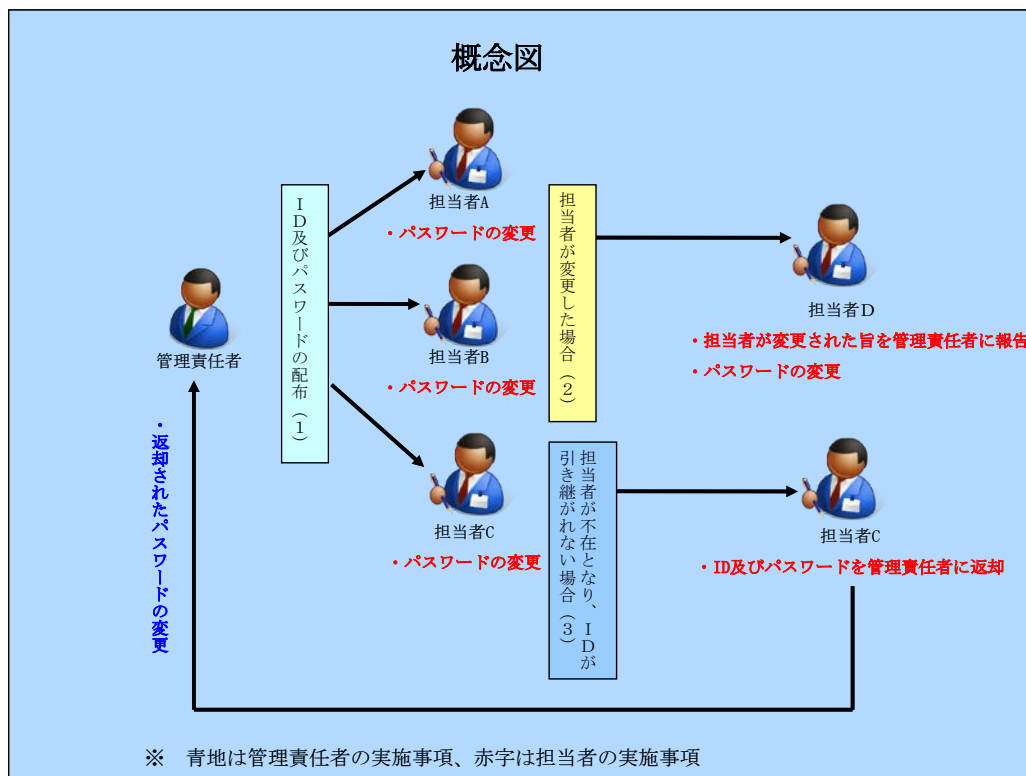 概念図
管理責任者
・返却されたパスワードの変更
ID及びパスワードの配布(1)
担当者A
・パスワードの変更
担当者B
・パスワードの変更
担当者C
・パスワードの変更
担当者が変更した場合(2)
担当者D
・担当者が変更された旨を管理責任者に報告
・パスワードの変更
担当者が不在となり、IDが
引き継がれない場合(3)
担当者C
・ID及びパスワードを管理責任者に返却
※ 青地は管理責任者の実施事項、赤字は担当者の実施事項